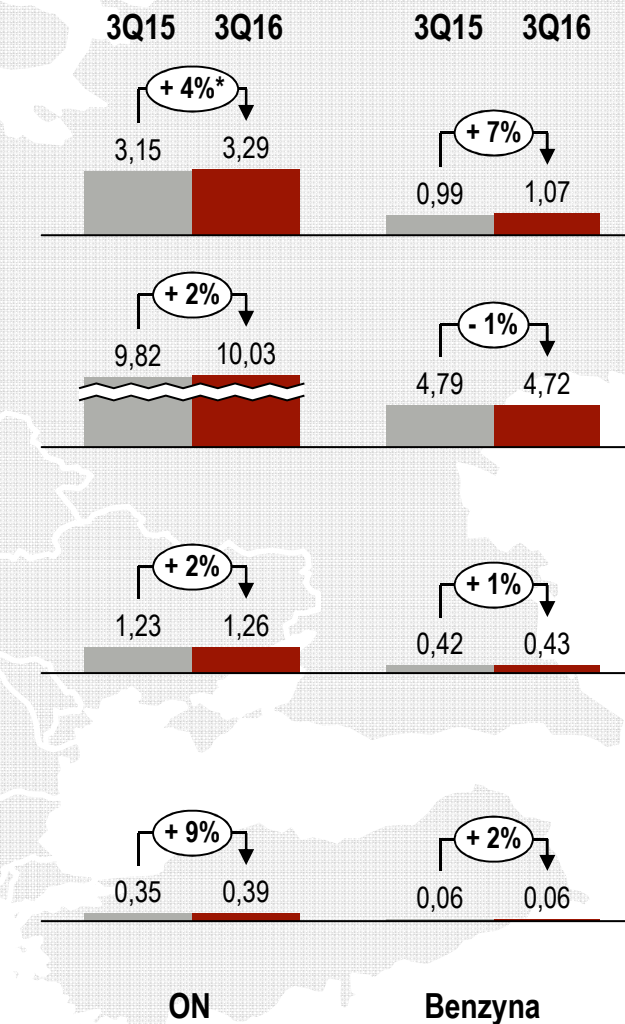 3Q15 3Q16 3Q15 3Q16
+ 4%* + 7%
3,15 3,29 0,99 1,07
+ 2% - 1%
9,82 10,03 4,79 4,72
+ 2% + 1%
1,23 1,26 0,42 0,43
+ 9% + 2%
0,35 0,39 0,06 0,06
ON Benzyna